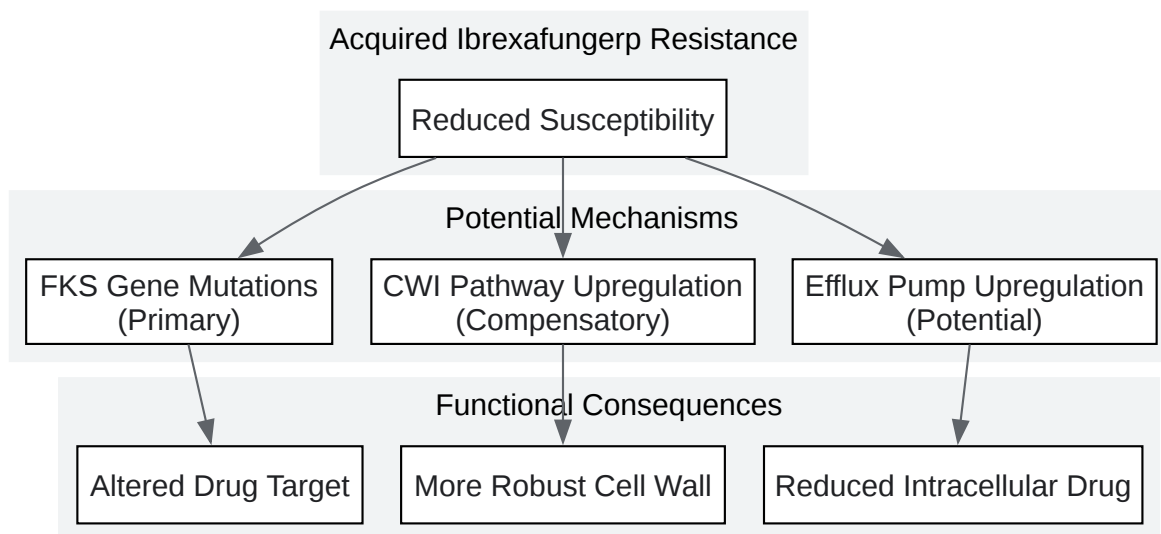 Acquired Ibrexafungerp Resistance
Reduced Susceptibility
Potential Mechanisms
FKS Gene Mutations
(Primary)
CWI Pathway Upregulation
(Compensatory)
Efflux Pump Upregulation
(Potential)
Functional Consequences
Altered Drug Target
More Robust Cell Wall
Reduced Intracellular Drug